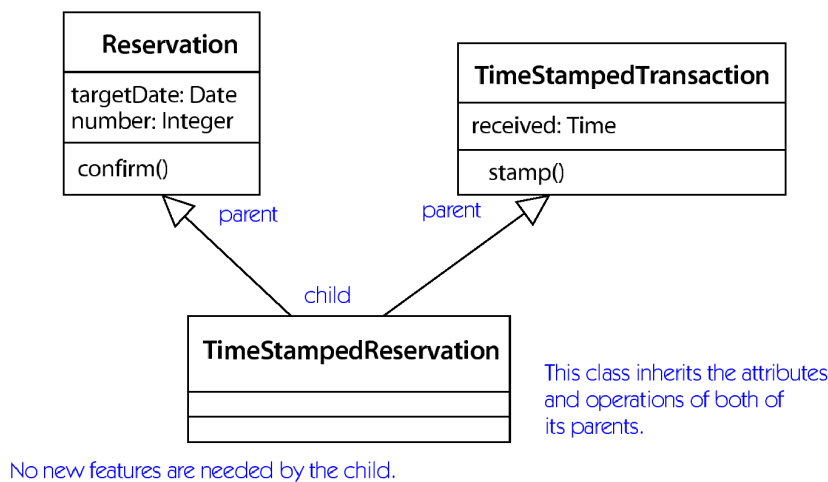 Reservation
targetDate: Date
number: Integer
confirm()
TimeStampedTransaction
received: Time
stamp()
parent
parent
child
TimeStampedReservation
This class inherits the attributes
and operations of both of
its parents.
No new features are needed by the child.